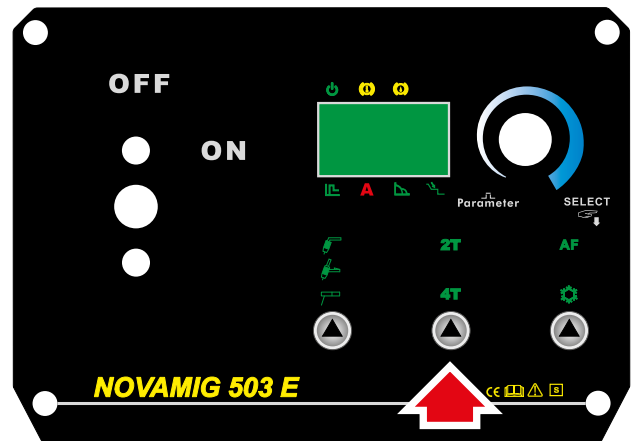 OFF
ON
A
Parameter
SELECT
2T
AF
4T
NOVAMIG 503 E
CE
S